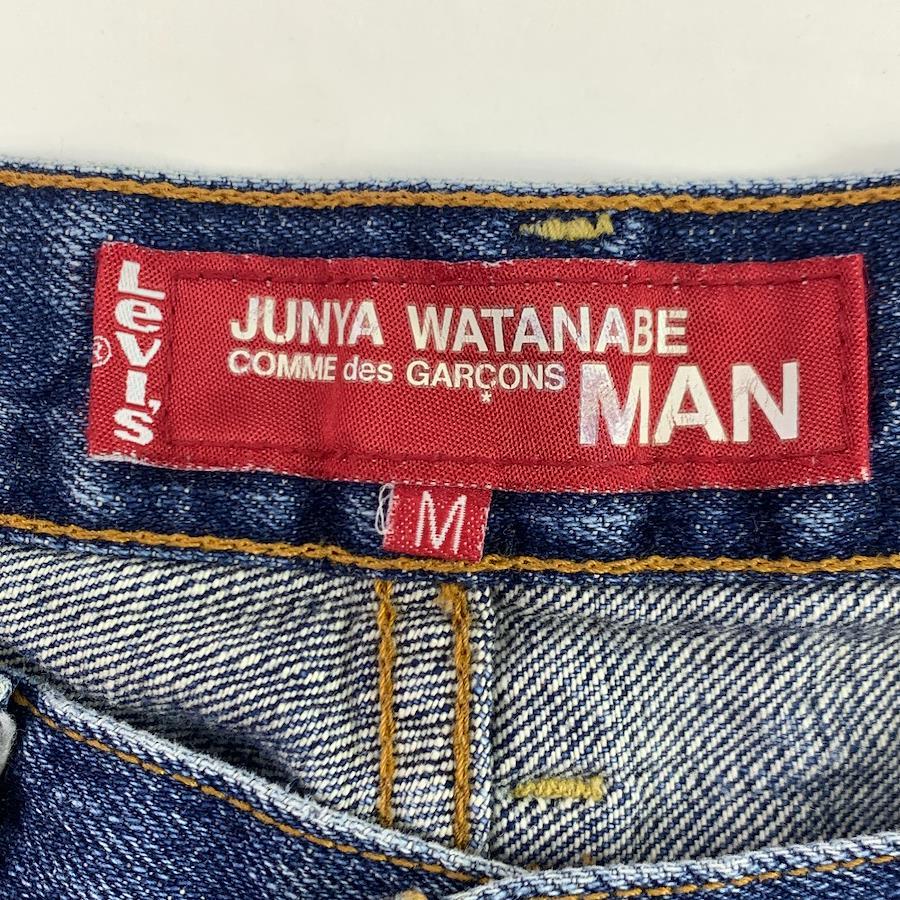 Levi's
®
JUNYA WATANABE
COMME des GARÇONS
*
MAN
M